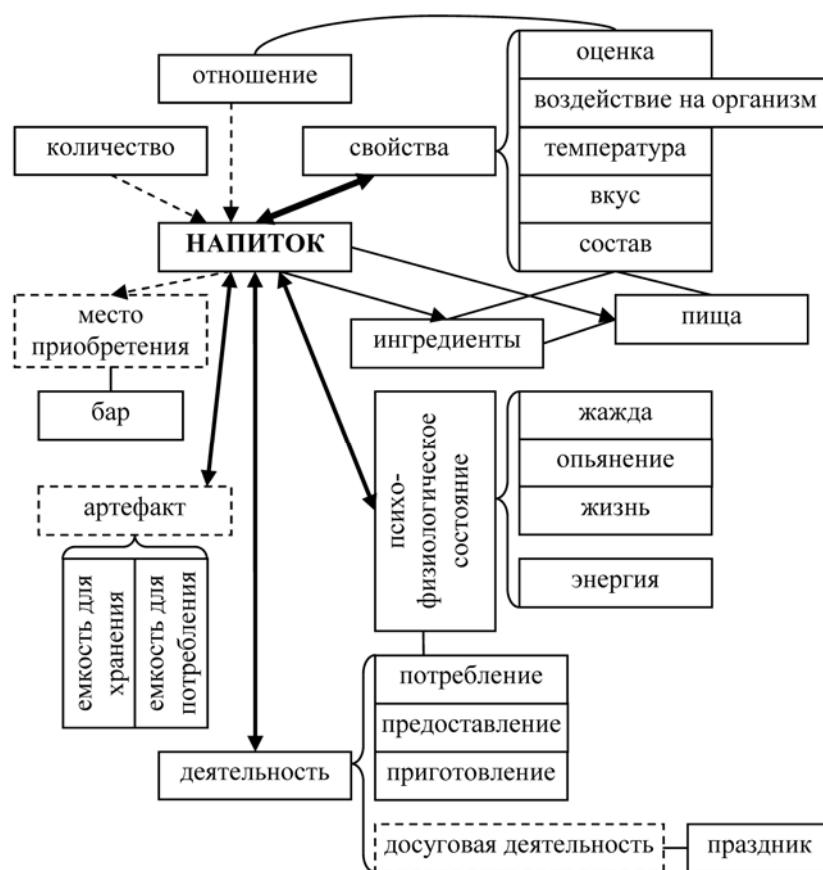 отношение
оценка
воздействие на организм
количество
свойства
температура
вкус
НАПИТОК
состав
место
приобретения
ингредиенты
пища
бар
психо-
физиологическое
состояние
жажда
опьянение
жизнь
энергия
артефакт
емкость для
хранения
емкость для
потребления
потребление
предоставление
деятельность
приготовление
досуговая деятельность
праздник